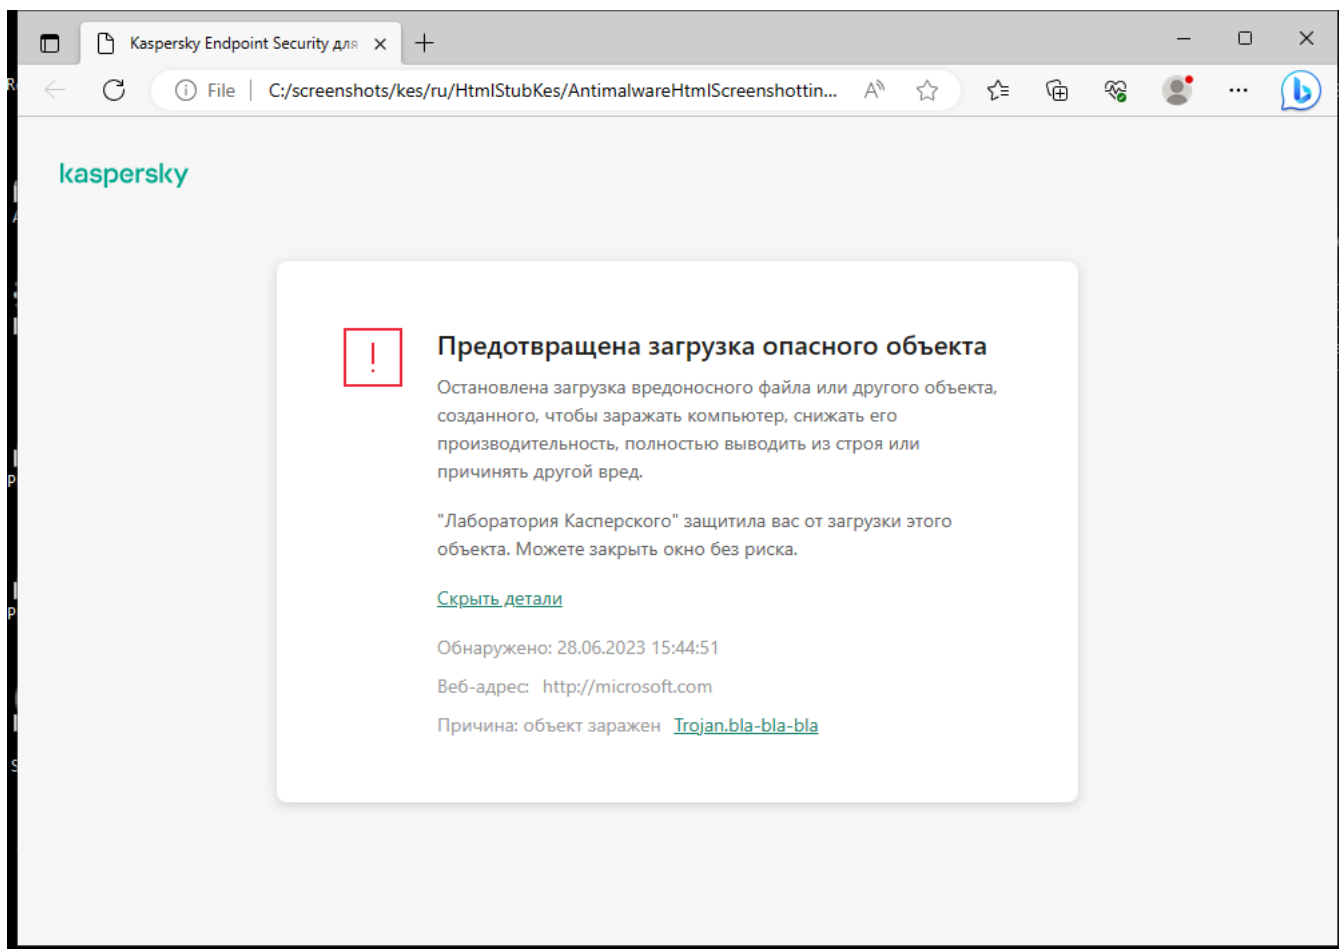 Kaspersky Endpoint Security для
File
C:/screenshots/kes/ru/HtmlStubKes/AntimalwareHtmlScreenshottin...
kaspersky
!
Предотвращена загрузка опасного объекта
Остановлена загрузка вредоносного файла или другого объекта,
созданного, чтобы заражать компьютер, снижать его
производительность, полностью выводить из строя или
причинять другой вред.
"Лаборатория Касперского" защитила вас от загрузки этого
объекта. Можете закрыть окно без риска.
Скрыть детали
Обнаружено: 28.06.2023 15:44:51
Веб-адрес: http://microsoft.com
Причина: объект заражен Trojan.bla-bla-bla